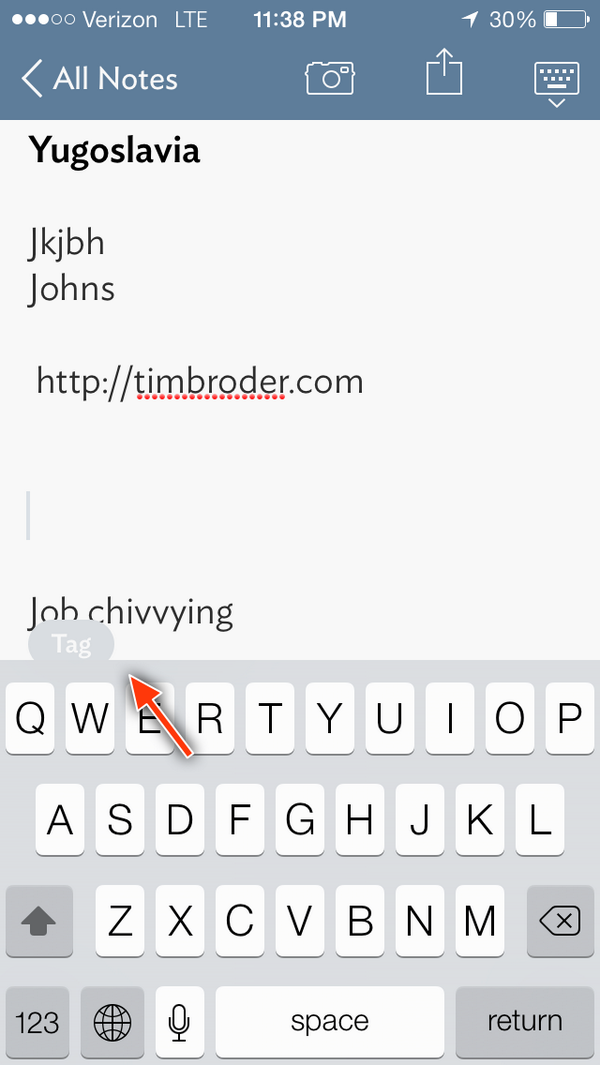 Verizon LTE 11:38 PM 30%
All Notes
Yugoslavia
Jkjbh
Johns
http://timbroder.com
Job chivvying
Tag
Q W E R T Y U I O P
A S D F G H J K L
Z X C V B N M
123 space return